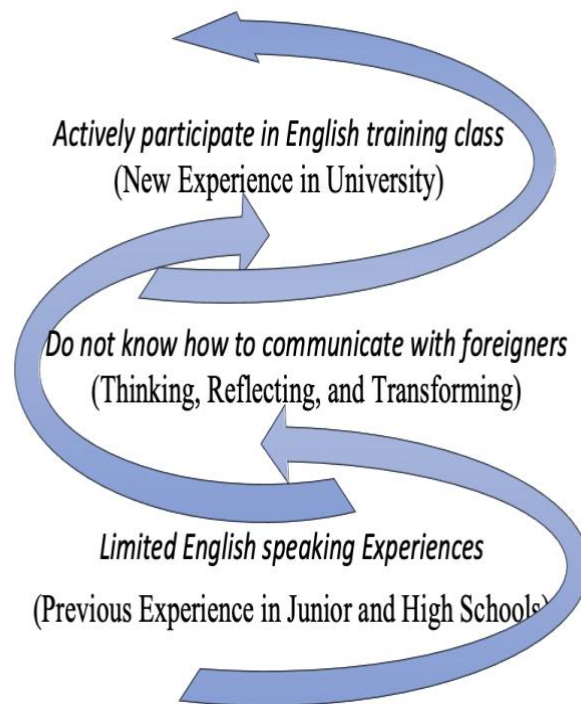 Actively participate in English training class
(New Experience in University)
Do not know how to communicate with foreigners
(Thinking, Reflecting, and Transforming)
Limited English speaking Experiences
(Previous Experience in Junior and High Schools)